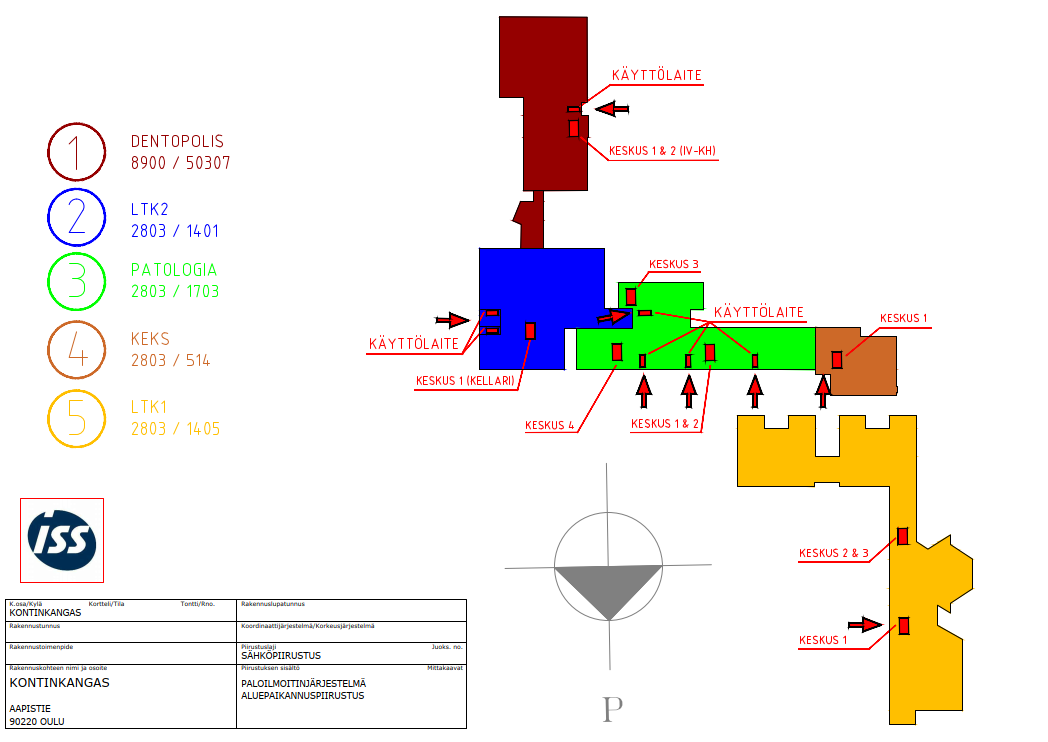 KÄYTTÖLAITE
KESKUS 1 & 2 (IV-KH)
1
DENTOPOLIS
8900 / 50307
2
LTK2
2803 / 1401
3
PATOLOGIA
2803 / 1703
4
KEKS
2803 / 514
5
LTK1
2803 / 1405
KESKUS 3
KÄYTTÖLAITE
KESKUS 1
KÄYTTÖLAITE
KESKUS 1 (KELLARI)
KESKUS 4
KESKUS 1 & 2
KESKUS 2 & 3
KESKUS 1
P
ISS
K.osa/Kylä Kortteli/Tila Tontti/Rno. Rakennuslupatunnus
KONTINKANGAS
Rakennustunnus Koordinaattijärjestelmä/Korkeusjärjestelmä
Rakennustoimenpide Piirustuslaji Juoks. no.
SÄHKÖPIIRUSTUS
Rakennuskohteen nimi ja osoite Piirustuksen sisältö Mittakaavat
KONTINKANGAS PALOILMOITINJÄRJESTELMÄ
ALUEPAIKANNUSPIIRUSTUS
AAPISTIE
90220 OULU